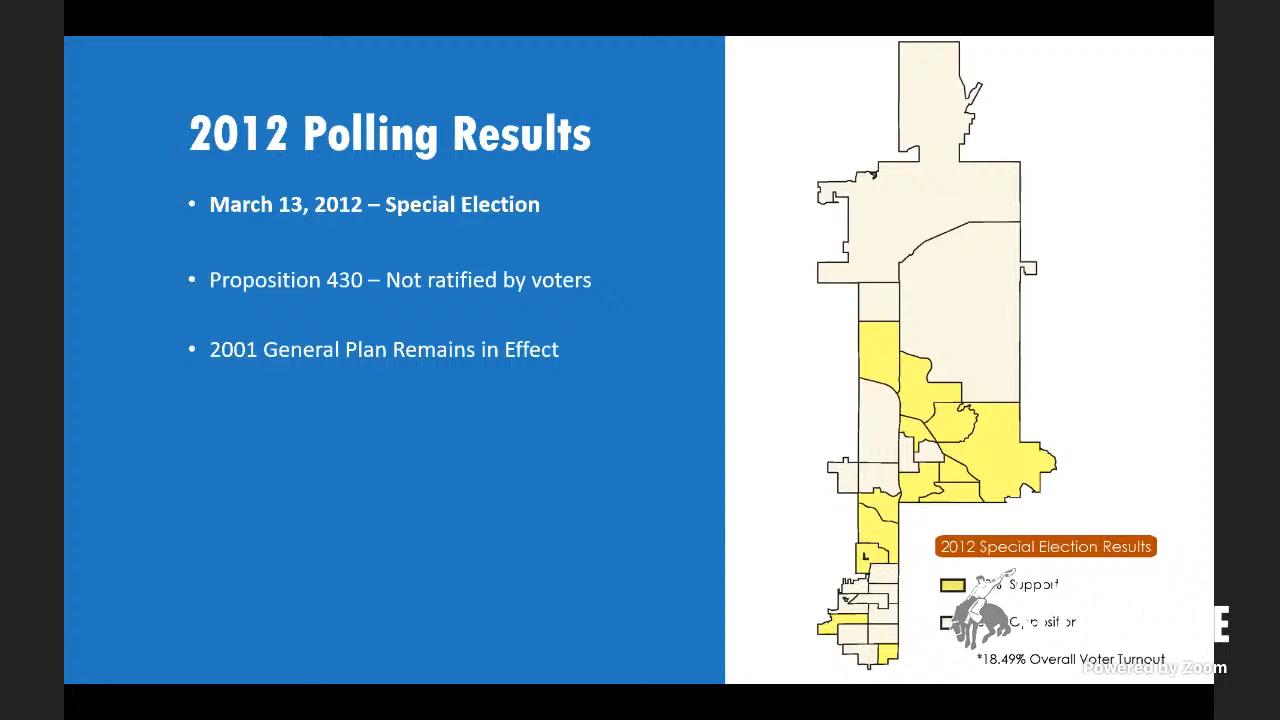 2012 Polling Results
• March 13, 2012 – Special Election
• Proposition 430 – Not ratified by voters
• 2001 General Plan Remains in Effect
2012 Special Election Results
Support
*18.49% Overall Voter Turnout
Powered by Zoom